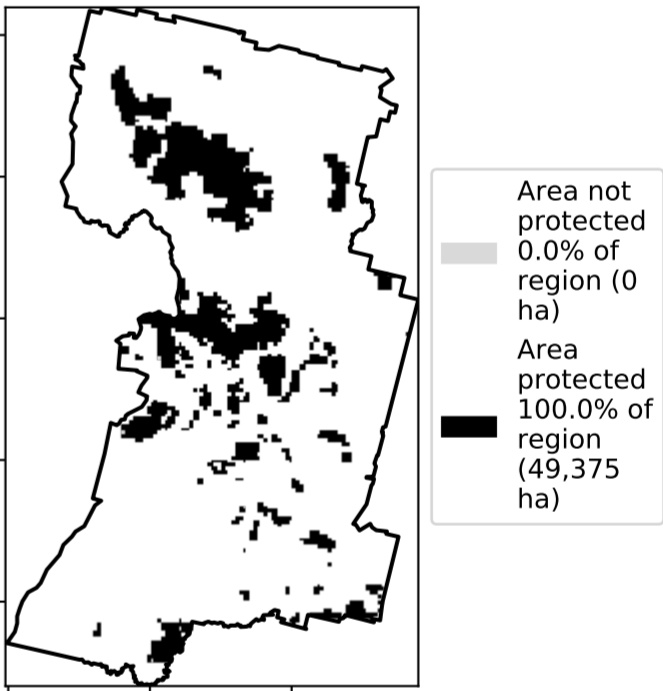 Area not
protected
0.0% of
region (0
ha)
Area
protected
100.0% of
region
(49,375
ha)